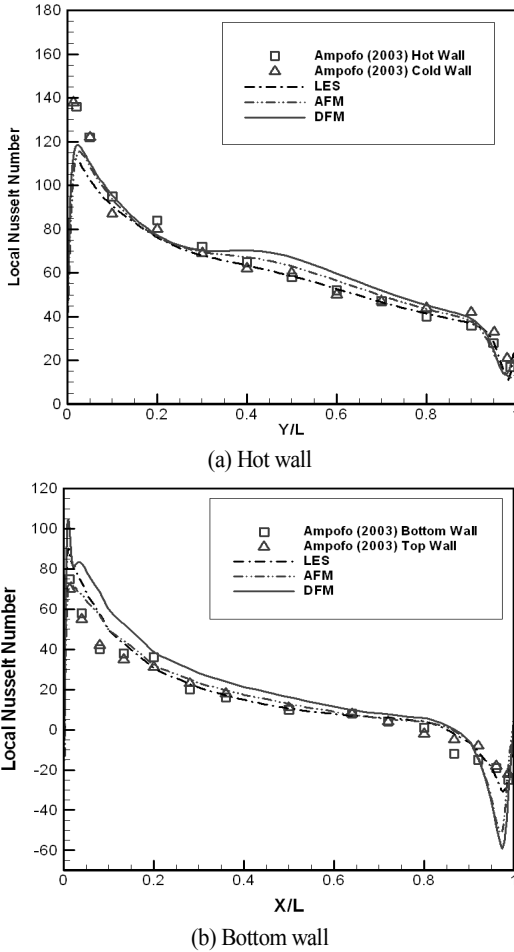 180
160
140
120
100
80
60
40
20
0
Local Nusselt Number
Ampofo (2003) Hot Wall
Ampofo (2003) Cold Wall
LES
AFM
DFM
0 0.2 0.4 0.6 0.8 1
Y/L
(a) Hot wall
120
100
80
60
40
20
0
-20
-40
-60
Local Nusselt Number
Ampofo (2003) Bottom Wall
Ampofo (2003) Top Wall
LES
AFM
DFM
0 0.2 0.4 0.6 0.8 1
X/L
(b) Bottom wall